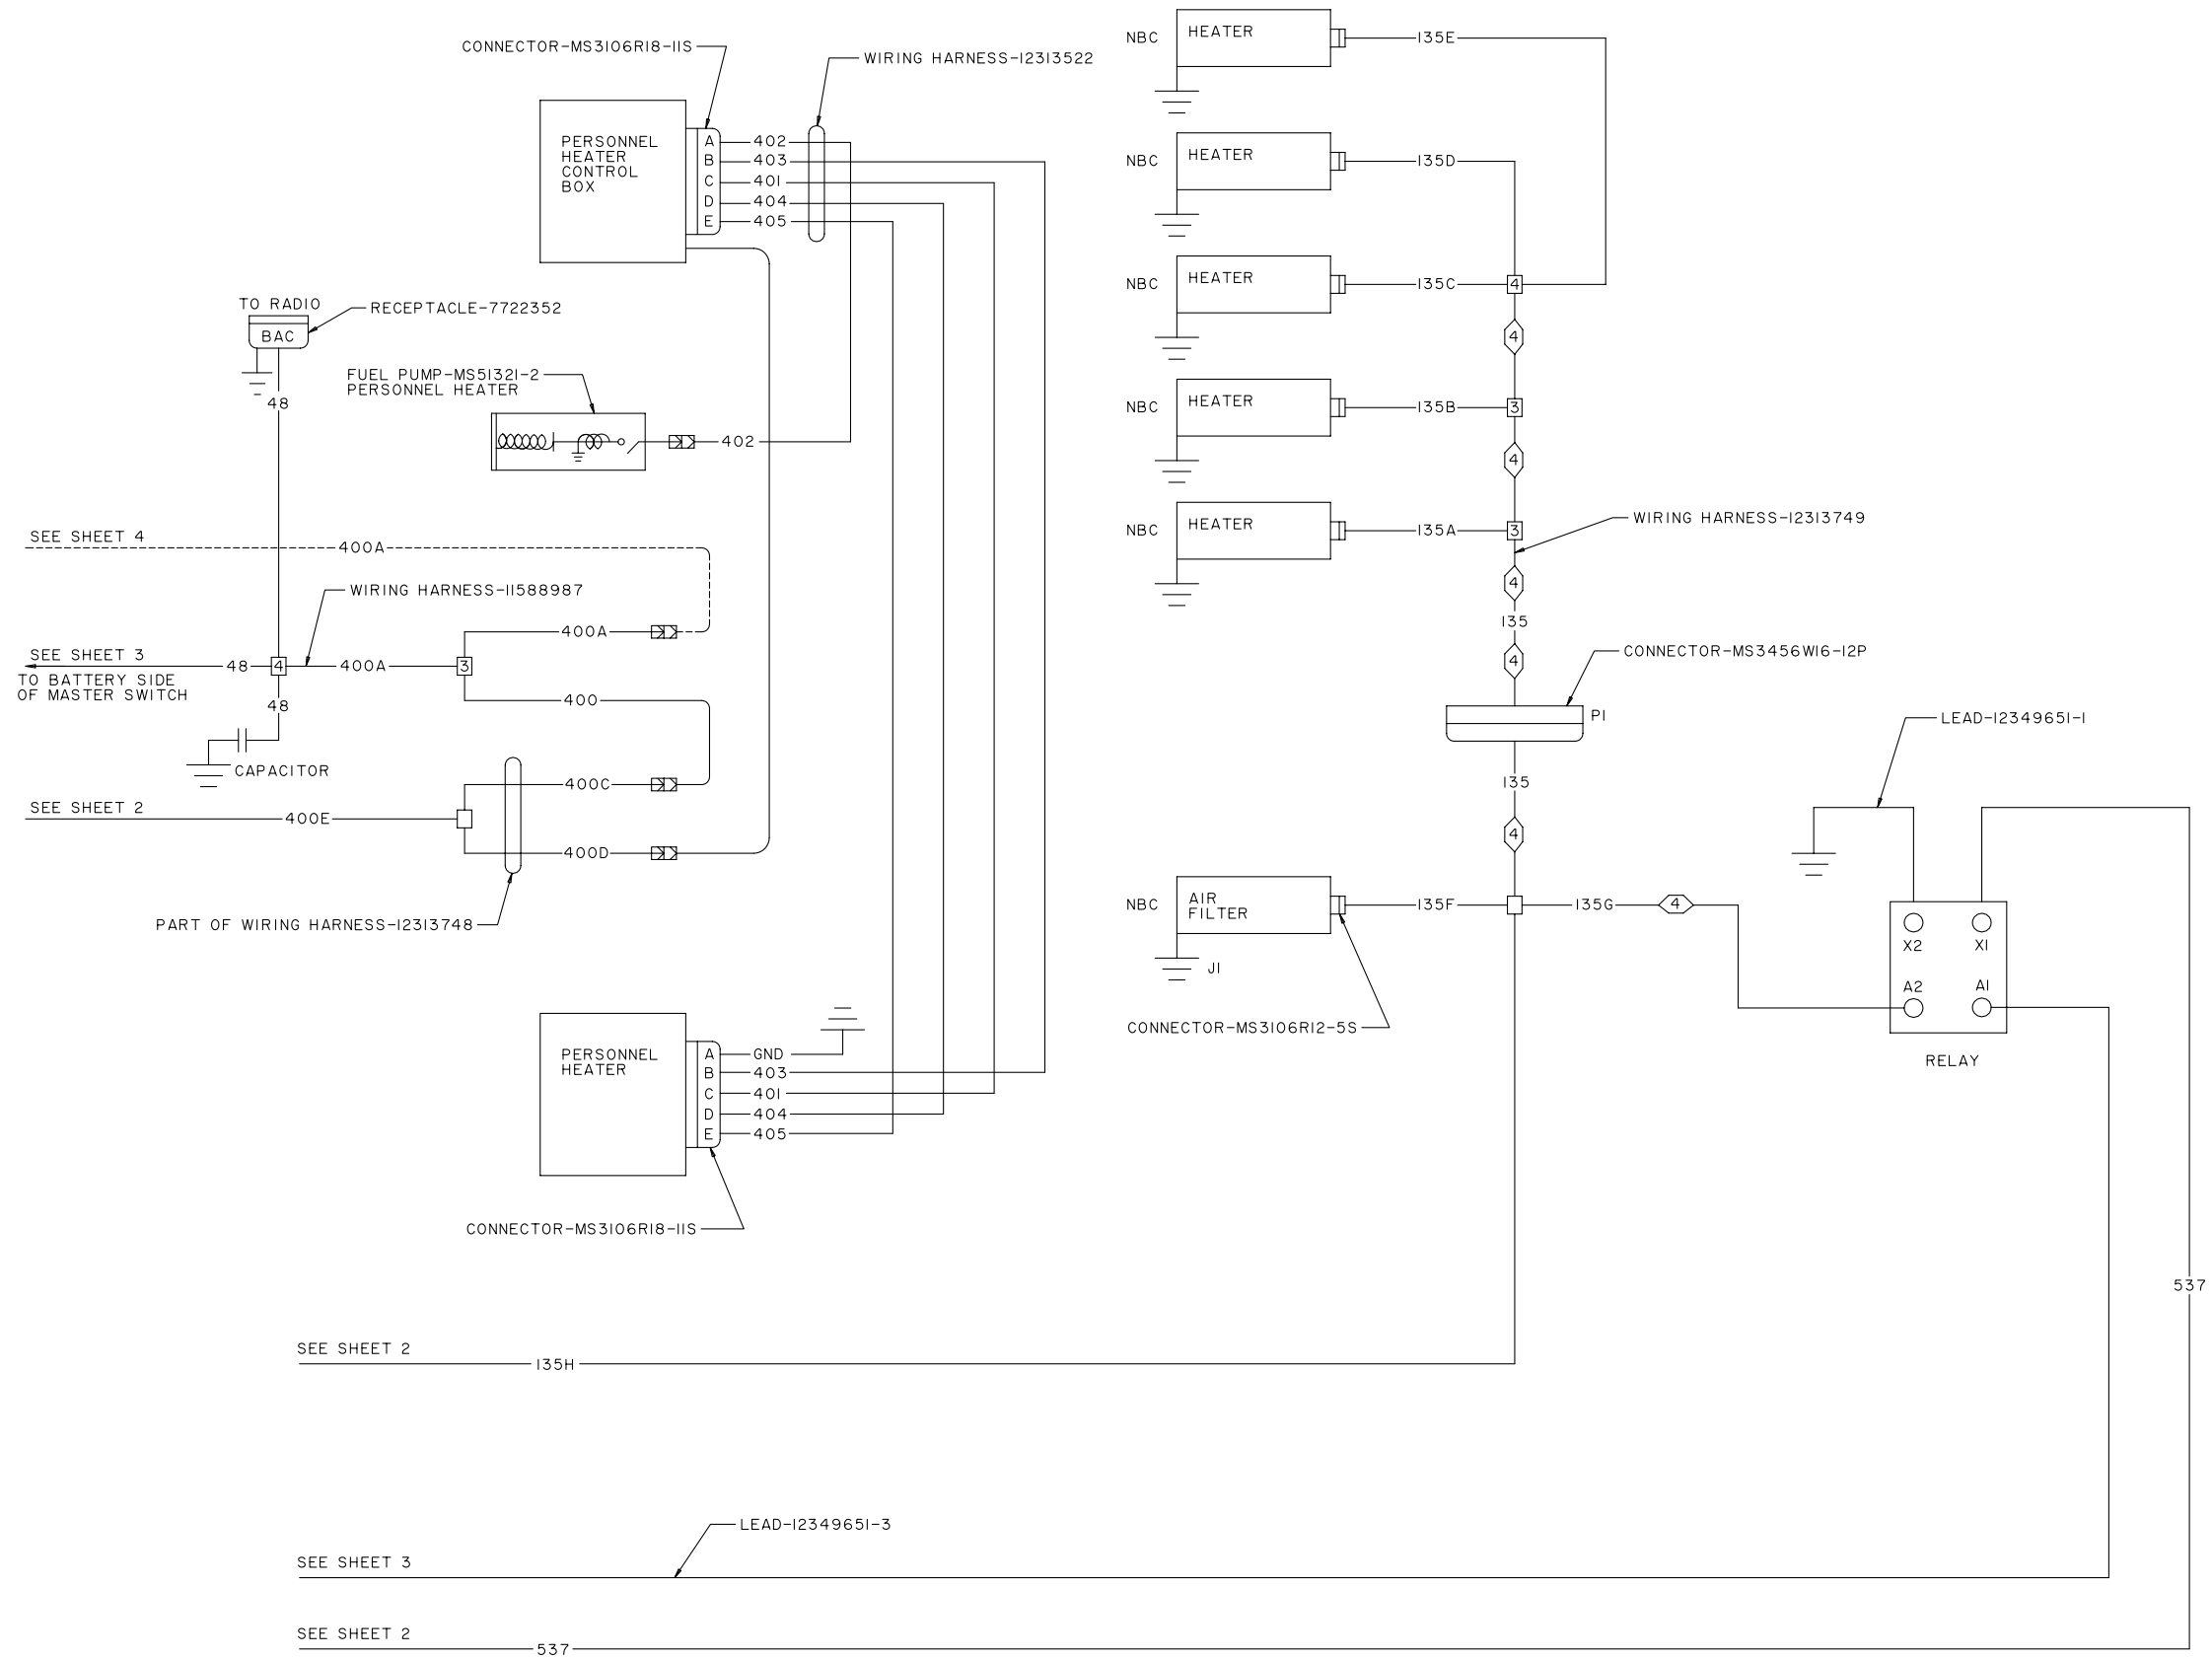 CONNECTOR-MS3106R18-11S
WIRING HARNESS-12313522
PERSONNEL
HEATER
CONTROL
BOX
A 402
B 403
C 401
D 404
E 405
TO RADIO
BAC
RECEPTACLE-7722352
48
FUEL PUMP-MS51321-2
PERSONNEL HEATER
402
SEE SHEET 4
400A
WIRING HARNESS-11588987
400A
SEE SHEET 3
48 4 400A 3
TO BATTERY SIDE
OF MASTER SWITCH
48
400
CAPACITOR
400C
SEE SHEET 2
400E
400D
PART OF WIRING HARNESS-12313748
PERSONNEL
HEATER
A GND
B 403
C 401
D 404
E 405
CONNECTOR-MS3106R18-11S
NBC HEATER 135E
NBC HEATER 135D
NBC HEATER 135C 4
4
NBC HEATER 135B 3
4
NBC HEATER 135A 3
WIRING HARNESS-12313749
4
135
4
CONNECTOR-MS3456W16-12P
P1
135
4
LEAD-12349651-1
NBC AIR
FILTER
135F 135G 4
J1
CONNECTOR-MS3106R12-5S
X2 X1
A2 A1
RELAY
537
SEE SHEET 2
135H
LEAD-12349651-3
SEE SHEET 3
SEE SHEET 2
537